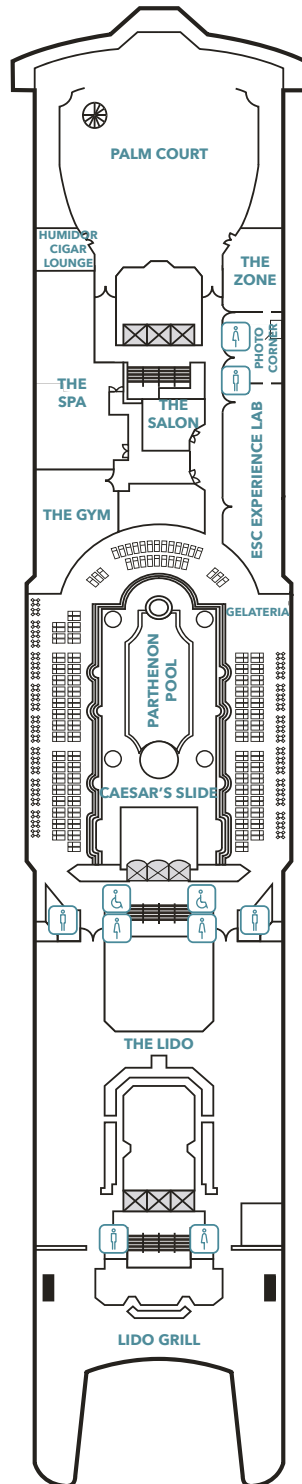 PALM COURT
HUMIDOR
CIGAR
LOUNGE
THE
ZONE
PHOTO
CORNER
THE
SPA
THE
SALON
ESC EXPERIENCE LAB
THE GYM
GELATERIA
PARTHENON
POOL
CAESAR'S SLIDE
THE LIDO
LIDO GRILL